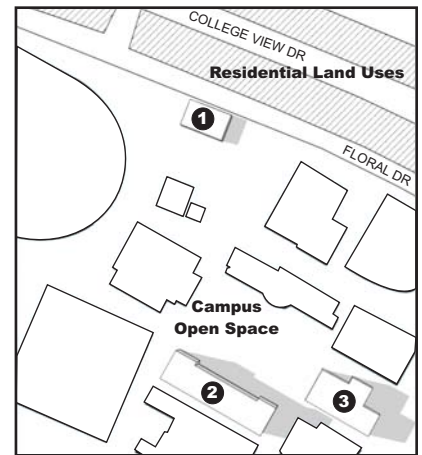 COLLEGE VIEW DR
Residential Land Uses
1
FLORAL DR
Campus
Open Space
2
3